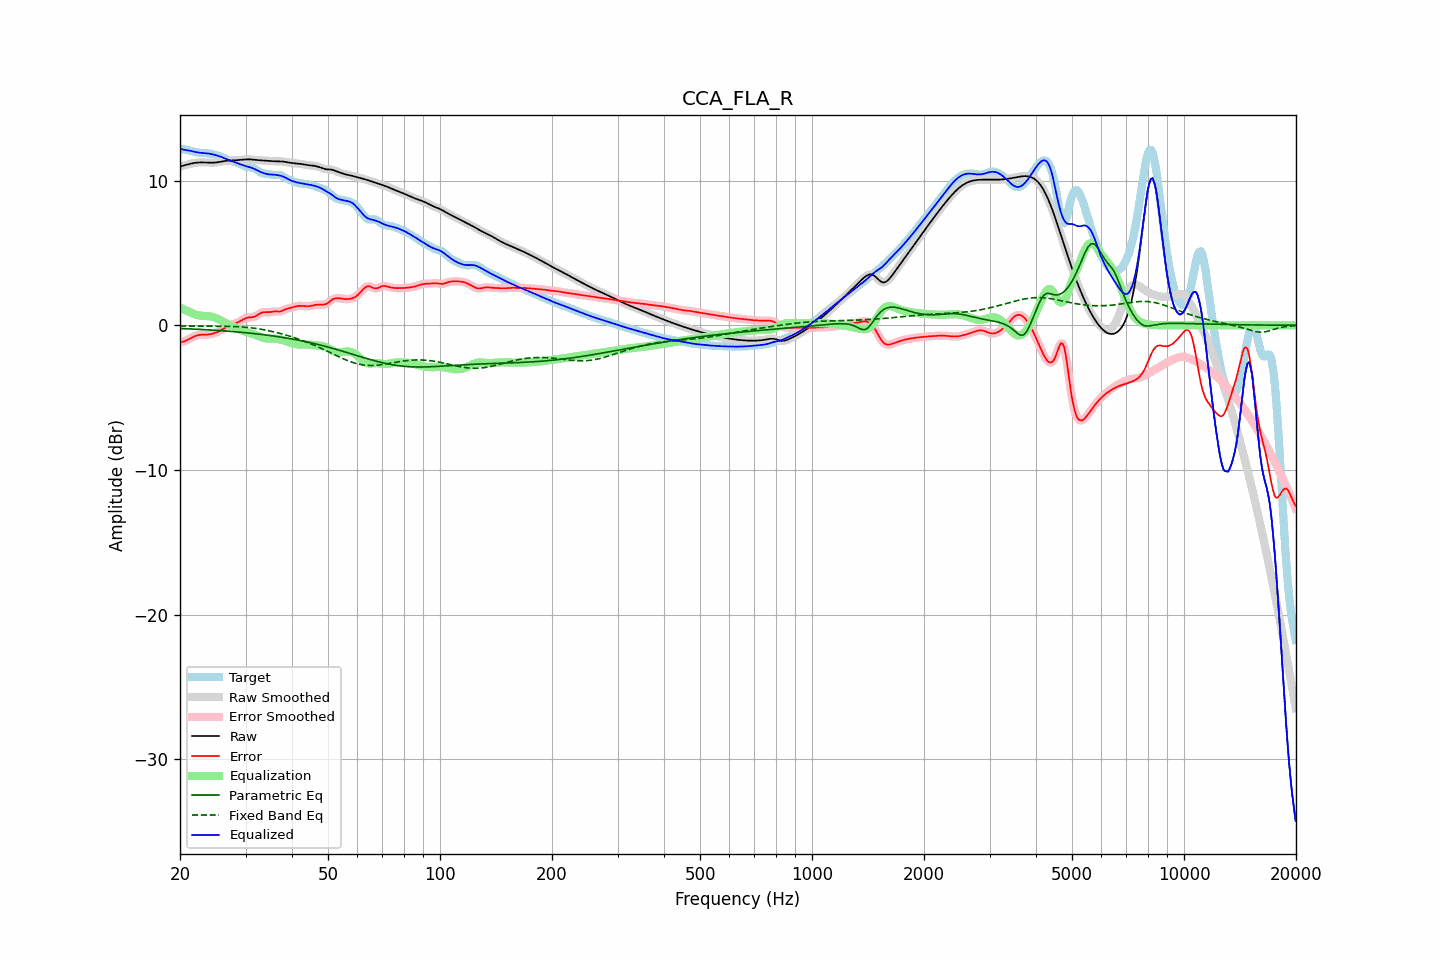 CCA_FLA_R
Amplitude (dBr)
10
0
−10
−20
−30
Target
Raw Smoothed
Error Smoothed
Raw
Error
Equalization
Parametric Eq
Fixed Band Eq
Equalized
20 50 100 200 500 1000 2000 5000 10000 20000
Frequency (Hz)